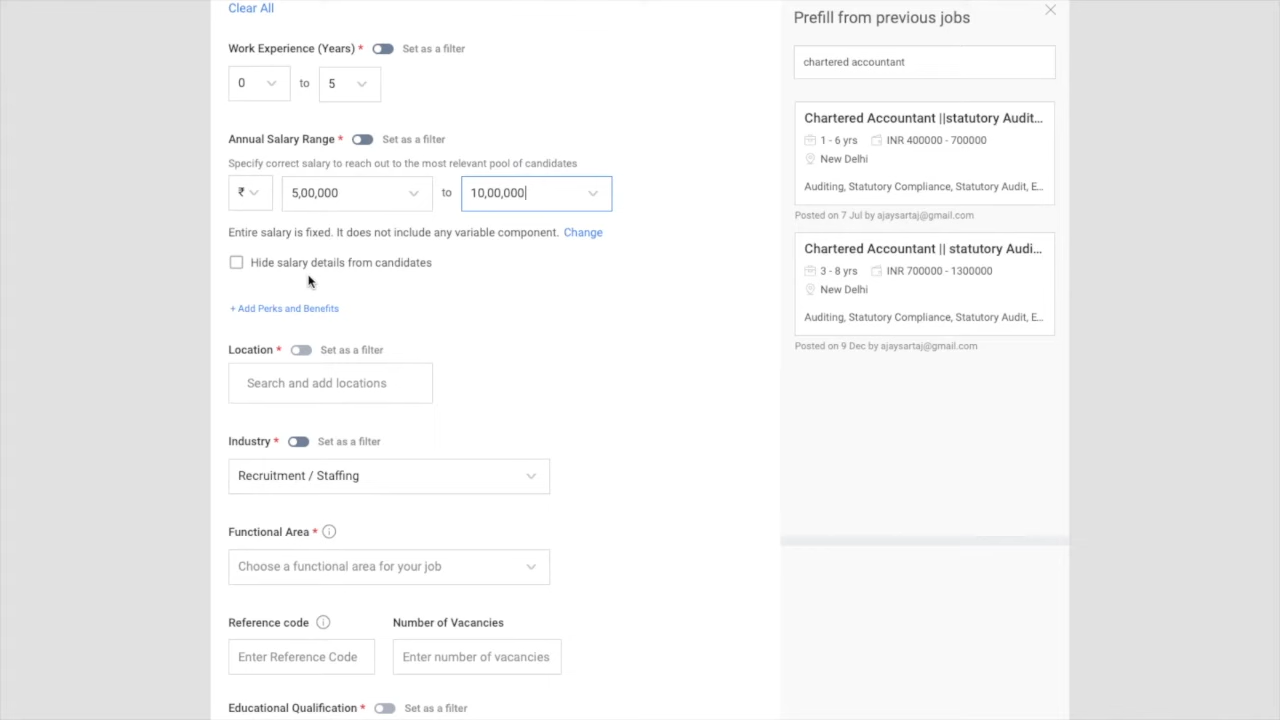 Clear All
Work Experience (Years) * Set as a filter
0 to 5
Annual Salary Range * Set as a filter
Specify correct salary to reach out to the most relevant pool of candidates
₹ 5,00,000 to 10,00,000
Entire salary is fixed. It does not include any variable component. Change
Hide salary details from candidates
+ Add Perks and Benefits
Location * Set as a filter
Search and add locations
Industry * Set as a filter
Recruitment / Staffing
Functional Area *
Choose a functional area for your job
Reference code Number of Vacancies
Enter Reference Code Enter number of vacancies
Educational Qualification * Set as a filter
Prefill from previous jobs
chartered accountant
Chartered Accountant ||statutory Audit...
1 - 6 yrs INR 400000 - 700000
New Delhi
Auditing, Statutory Compliance, Statutory Audit, E...
Posted on 7 Jul by ajaysartaj@gmail.com
Chartered Accountant || statutory Audi...
3 - 8 yrs INR 700000 - 1300000
New Delhi
Auditing, Statutory Compliance, Statutory Audit, E...
Posted on 9 Dec by ajaysartaj@gmail.com